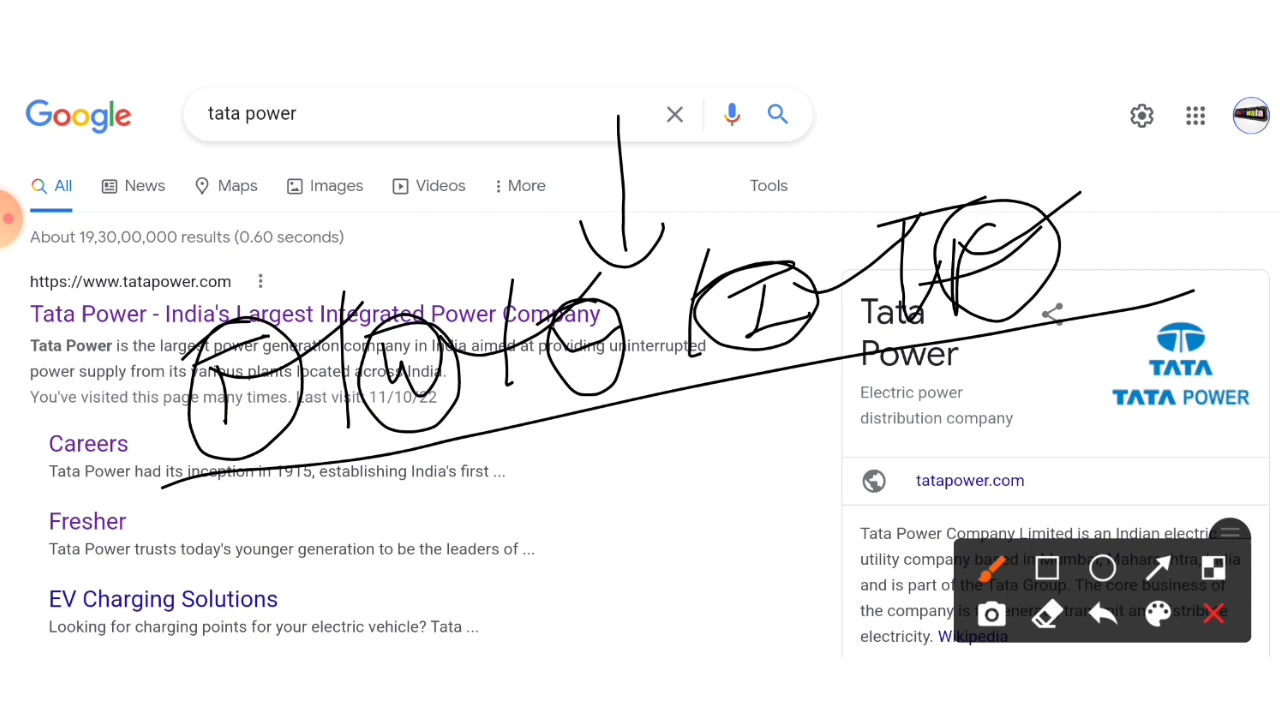 Google
tata power
All
News
Maps
Images
Videos
More
Tools
About 19,30,00,000 results (0.60 seconds)
https://www.tatapower.com
Tata Power - India's Largest Integrated Power Company
Tata Power is the largest power generation company in India aimed at providing uninterrupted
power supply from its various plants located across India.
You've visited this page many times. Last visit: 11/10/22
Careers
Tata Power had its inception in 1915, establishing India's first ...
Fresher
Tata Power trusts today's younger generation to be the leaders of ...
EV Charging Solutions
Looking for charging points for your electric vehicle? Tata ...
W
I
Tata
Power
Electric power
distribution company
TATA
TATA POWER
tatapower.com
Tata Power Company Limited is an Indian electric
utility company based in Mumbai, Maharashtra, India
and is part of the Tata Group. The core business of
the company is to generate, transmit and distribute
electricity. Wikipedia